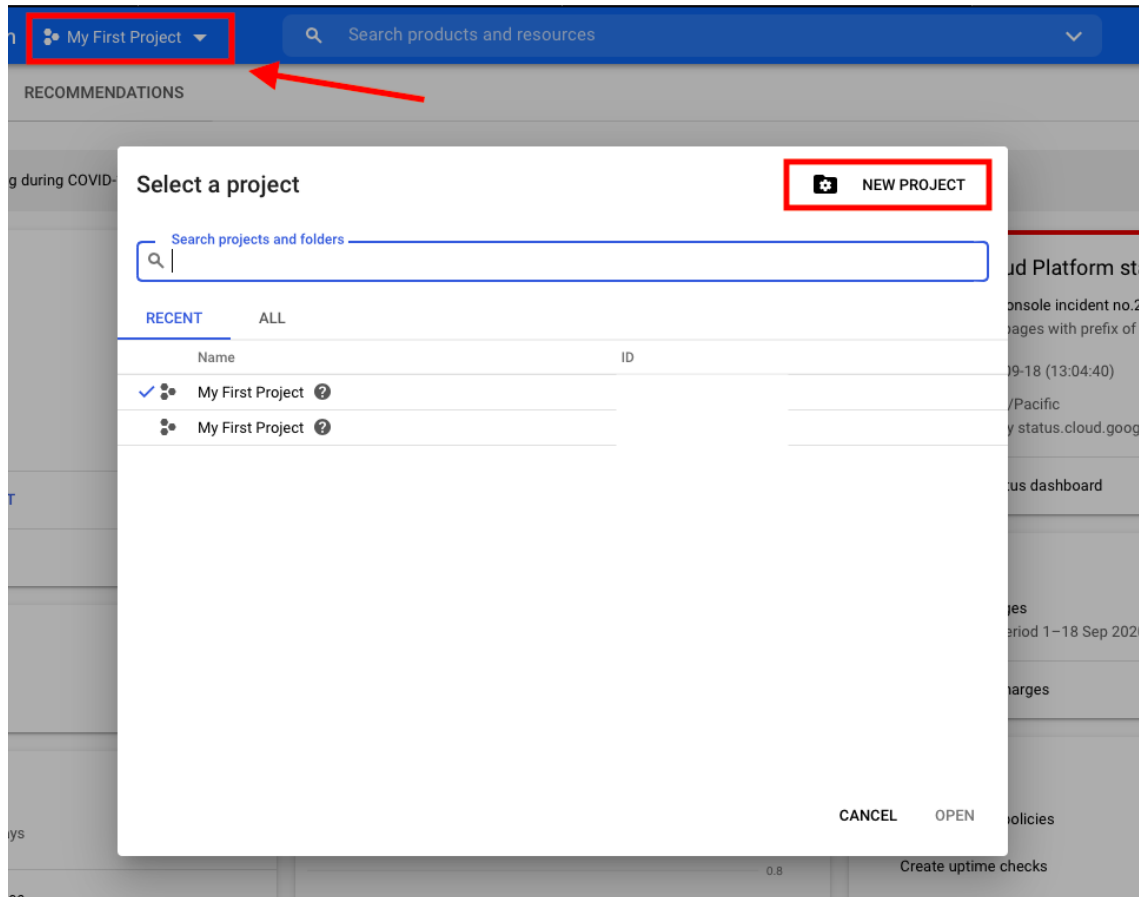 My First Project
Search products and resources
RECOMMENDATIONS
g during COVID-
Select a project
NEW PROJECT
Search projects and folders
RECENT ALL
Name ID
My First Project
My First Project
CANCEL OPEN
ud Platform st
onsole incident no.2
pages with prefix of
09-18 (13:04:40)
/Pacific
y status.cloud.goog
tus dashboard
T
ges
eriod 1–18 Sep 202
harges
policies
ays
0.8
Create uptime checks